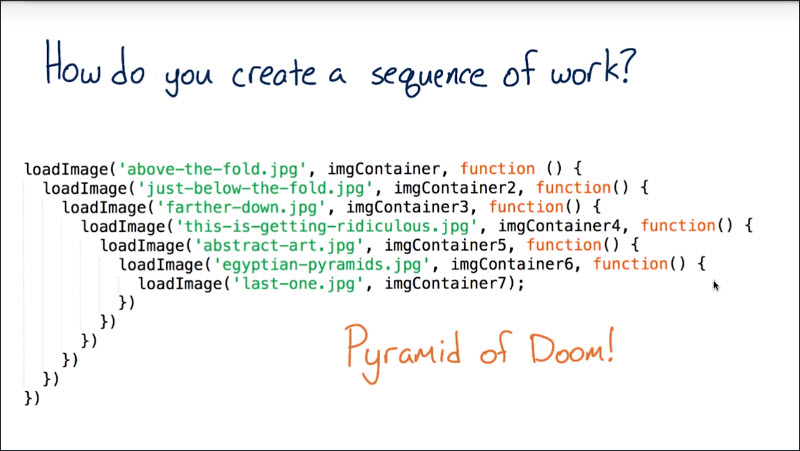 How do you create a sequence of work?
loadImage('above-the-fold.jpg', imgContainer, function () {
loadImage('just-below-the-fold.jpg', imgContainer2, function() {
loadImage('farther-down.jpg', imgContainer3, function() {
loadImage('this-is-getting-ridiculous.jpg', imgContainer4, function() {
loadImage('abstract-art.jpg', imgContainer5, function() {
loadImage('egyptian-pyramids.jpg', imgContainer6, function() {
loadImage('last-one.jpg', imgContainer7);
})
})
})
})
})
})
Pyramid of Doom!